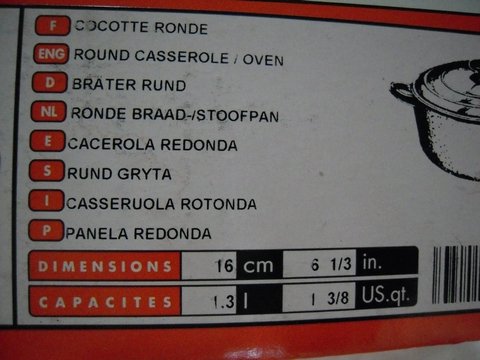 F COCOTTE RONDE
ENG ROUND CASSEROLE / OVEN
D BRÄTER RUND
NL RONDE BRAAD-/STOOFPAN
E CACEROLA REDONDA
S RUND GRYTA
I CASSERUOLA ROTONDA
P PANELA REDONDA
DIMENSIONS 16 cm 6 1/3 in.
CAPACITES 1.3 l 1 3/8 US.qt.